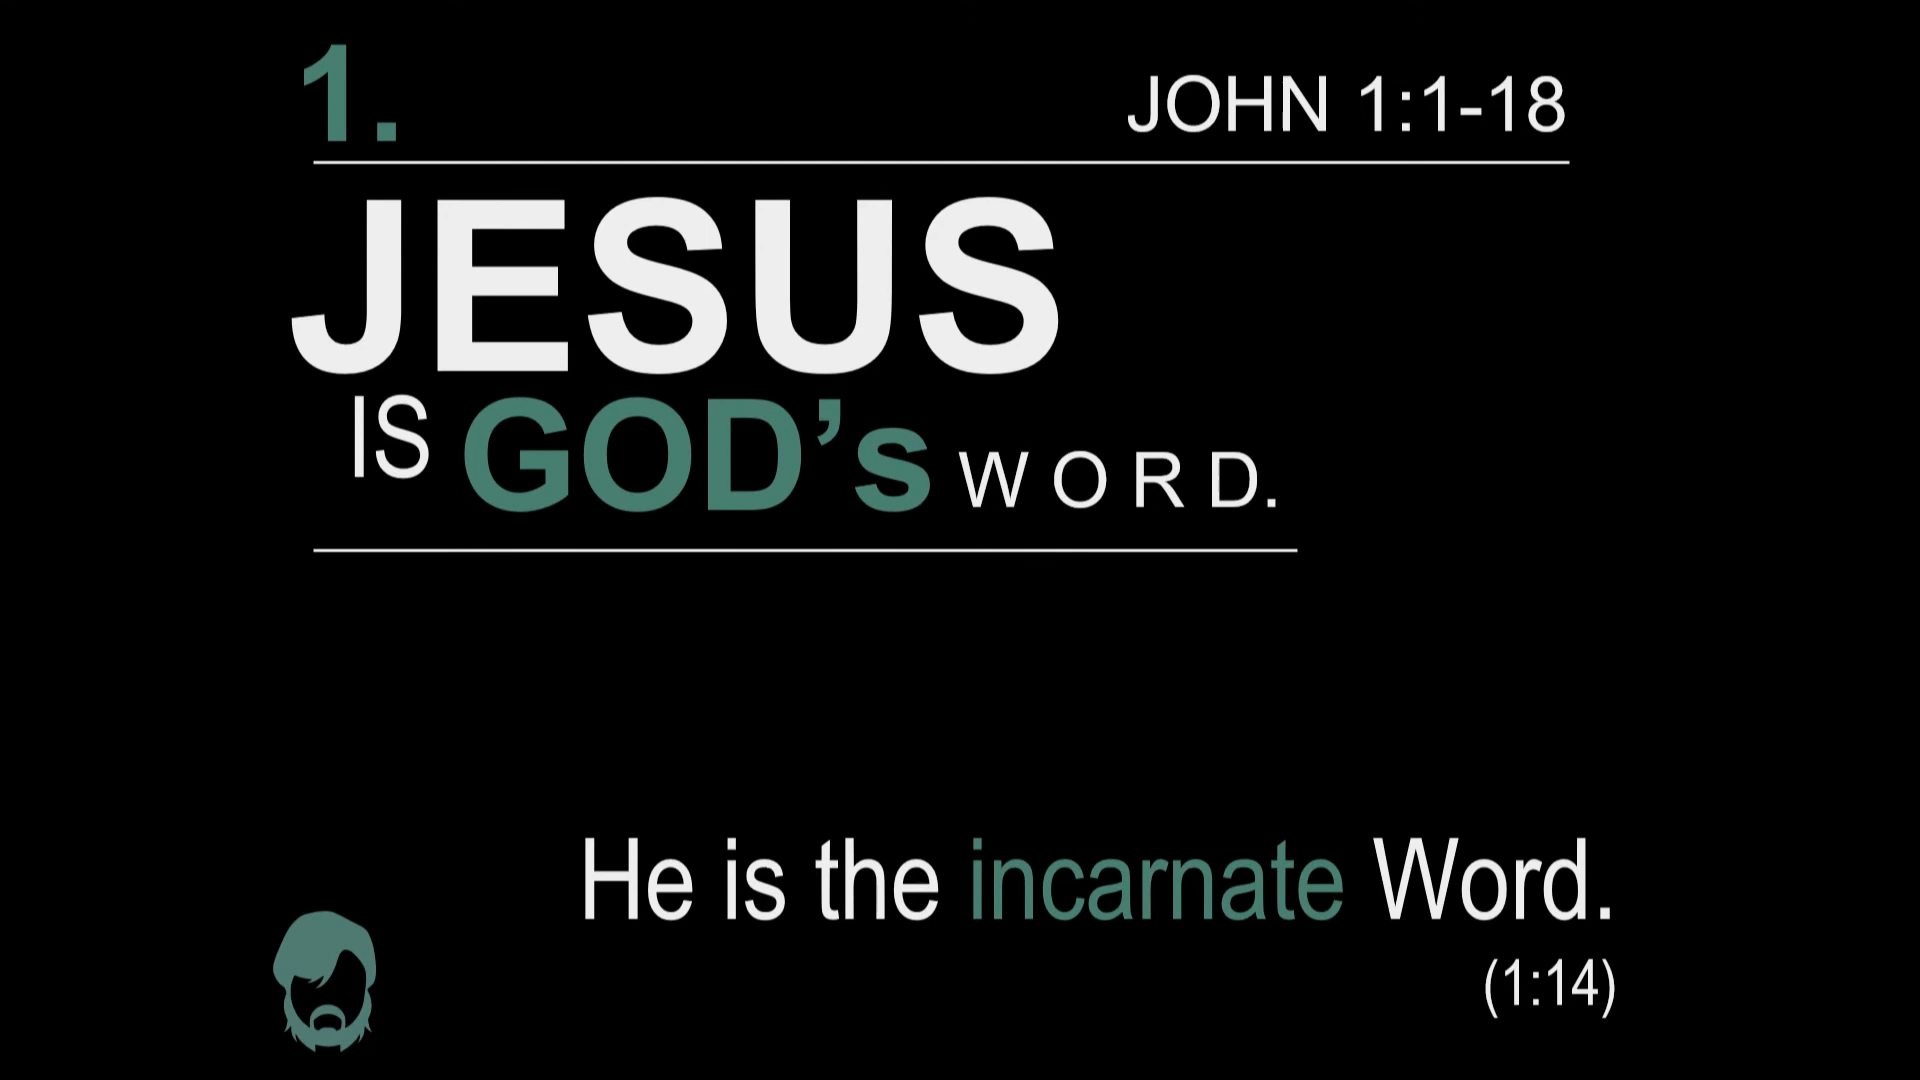 1.
JOHN 1:1-18
JESUS
IS GOD’s WORD.
He is the incarnate Word.
(1:14)